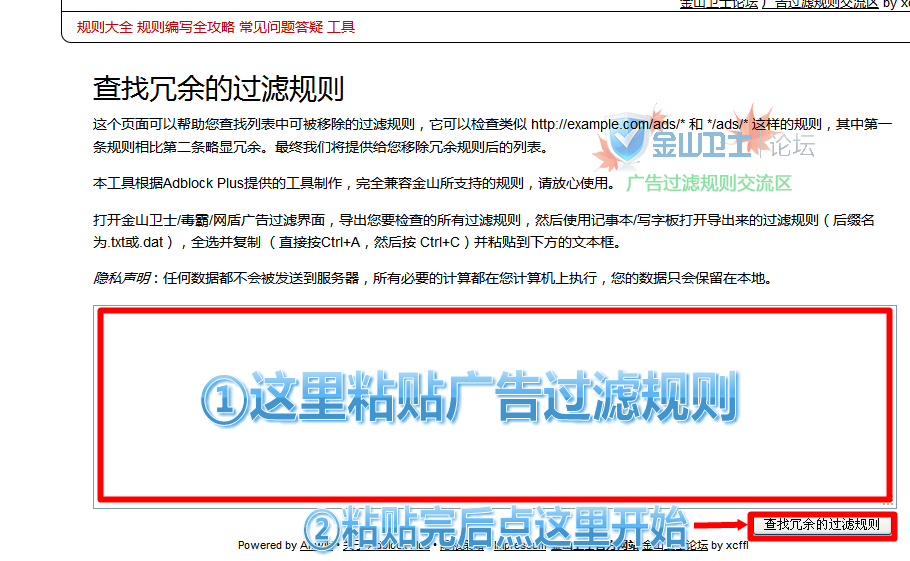 金山卫士论坛 广告过滤规则交流区 by
规则大全 规则编写全攻略 常见问题答疑 工具
查找冗余的过滤规则
这个页面可以帮助您查找列表中可被移除的过滤规则，它可以检查类似 http://example.com/ads/* 和 */ads/* 这样的规则，其中第一
条规则相比第二条略显冗余。最终我们将提供给您移除冗余规则后的列表。
金山卫士 | 论坛
本工具根据Adblock Plus提供的工具制作，完全兼容金山所支持的规则，请放心使用。
广告过滤规则交流区
打开金山卫士/毒霸/网盾广告过滤界面，导出您要检查的所有过滤规则，然后使用记事本/写字板打开导出来的过滤规则（后缀名
为.txt或.dat），全选并复制 （直接按Ctrl+A，然后按 Ctrl+C）并粘贴到下方的文本框。
隐私声明：任何数据都不会被发送到服务器，所有必要的计算都在您计算机上执行，您的数据只会保留在本地。
①这里粘贴广告过滤规则
②粘贴完后点这里开始
查找冗余的过滤规则
Powered by 金山卫士论坛 by xcffl